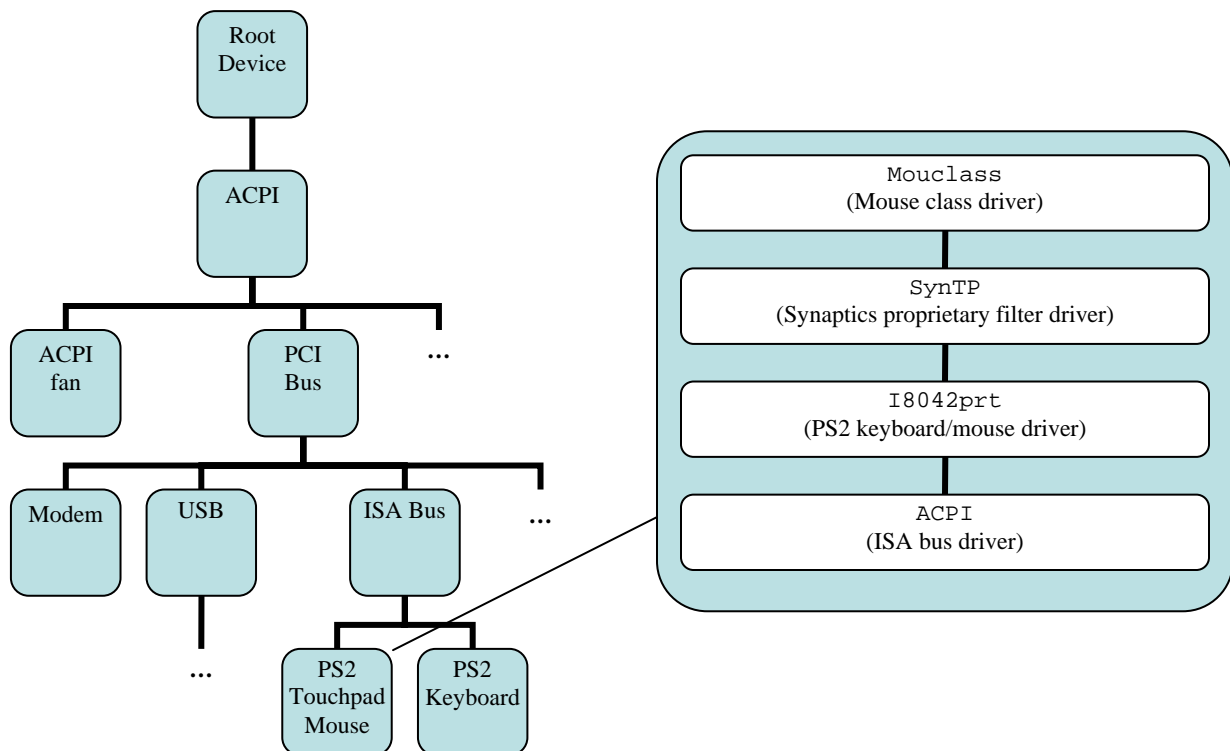 Root
Device
ACPI
ACPI
fan
PCI
Bus
...
Modem
USB
ISA Bus
...
...
PS2
Touchpad
Mouse
PS2
Keyboard
Mouclass
(Mouse class driver)
SynTP
(Synaptics proprietary filter driver)
I8042prt
(PS2 keyboard/mouse driver)
ACPI
(ISA bus driver)